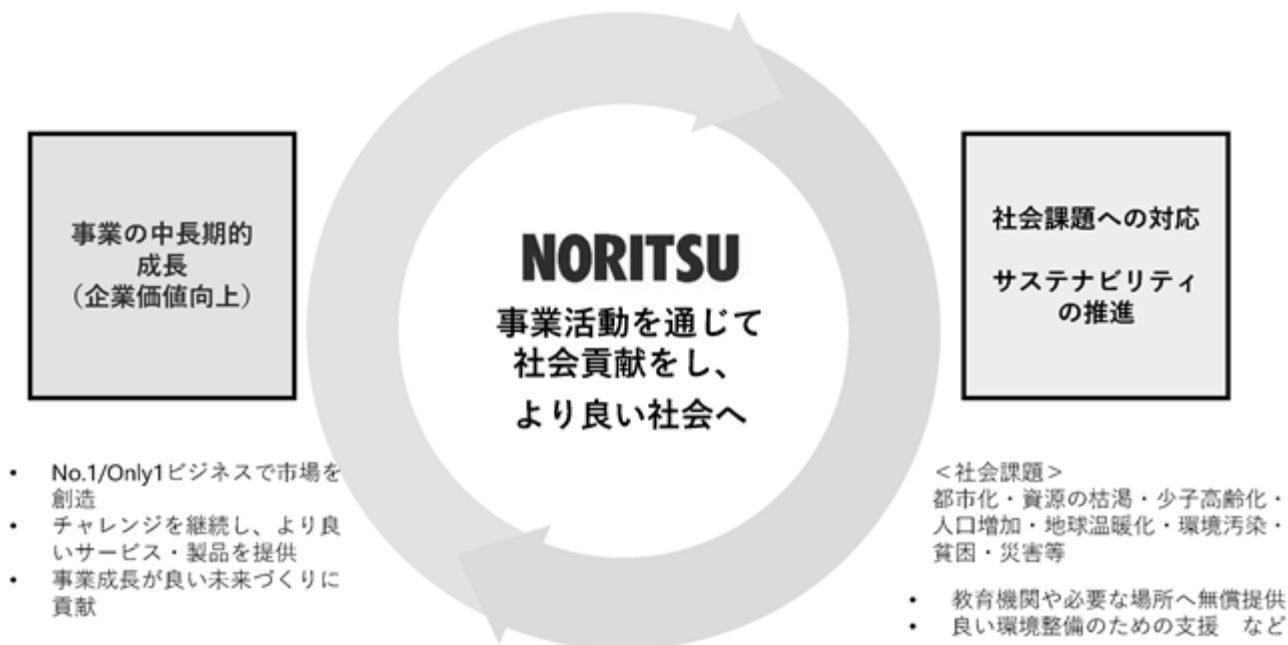 事業の中長期的
成長
（企業価値向上）
NORITSU
事業活動を通じて
社会貢献をし、
より良い社会へ
社会課題への対応
サステナビリティ
の推進
• No.1/Only1ビジネスで市場を
創造
• チャレンジを継続し、より良
いサービス・製品を提供
• 事業成長が良い未来づくりに
貢献
＜社会課題＞
都市化・資源の枯渇・少子高齢化・
人口増加・地球温暖化・環境汚染・
貧困・災害等
• 教育機関や必要な場所へ無償提供
• 良い環境整備のための支援　など